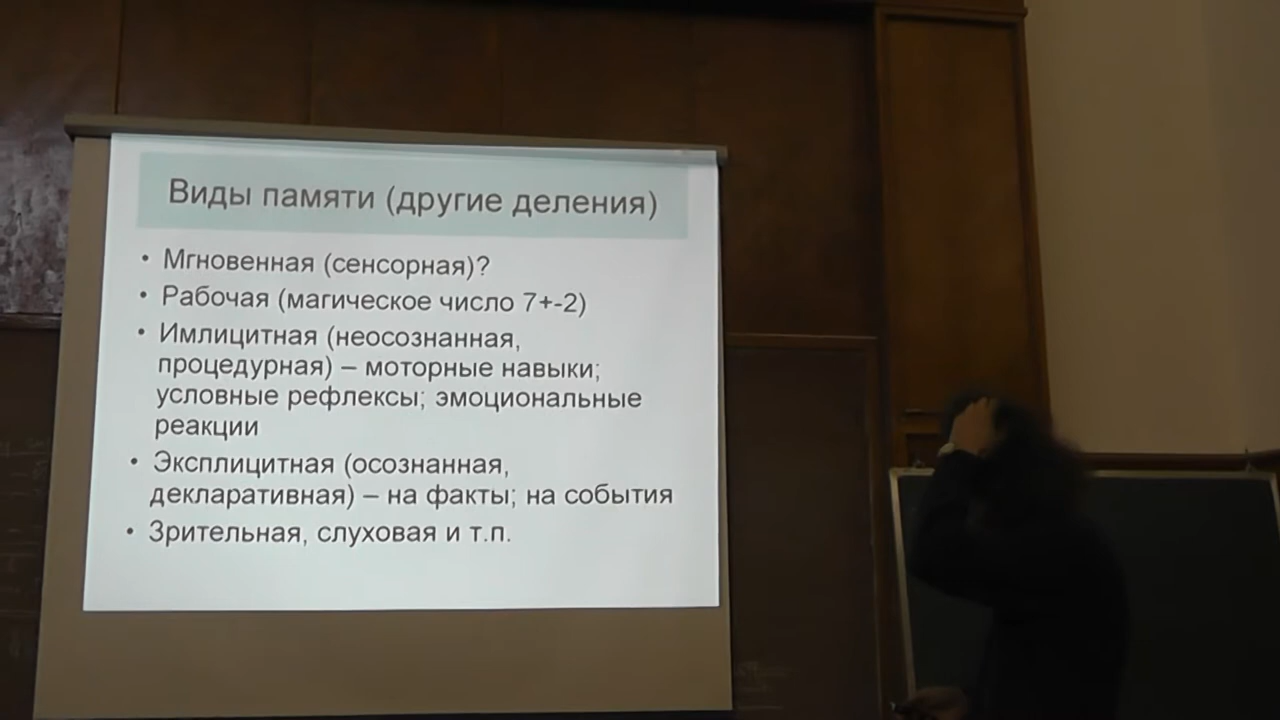 Виды памяти (другие деления)
• Мгновенная (сенсорная)?
• Рабочая (магическое число 7+-2)
• Имлицитная (неосознанная,
процедурная) – моторные навыки;
условные рефлексы; эмоциональные
реакции
• Эксплицитная (осознанная,
декларативная) – на факты; на события
• Зрительная, слуховая и т.п.